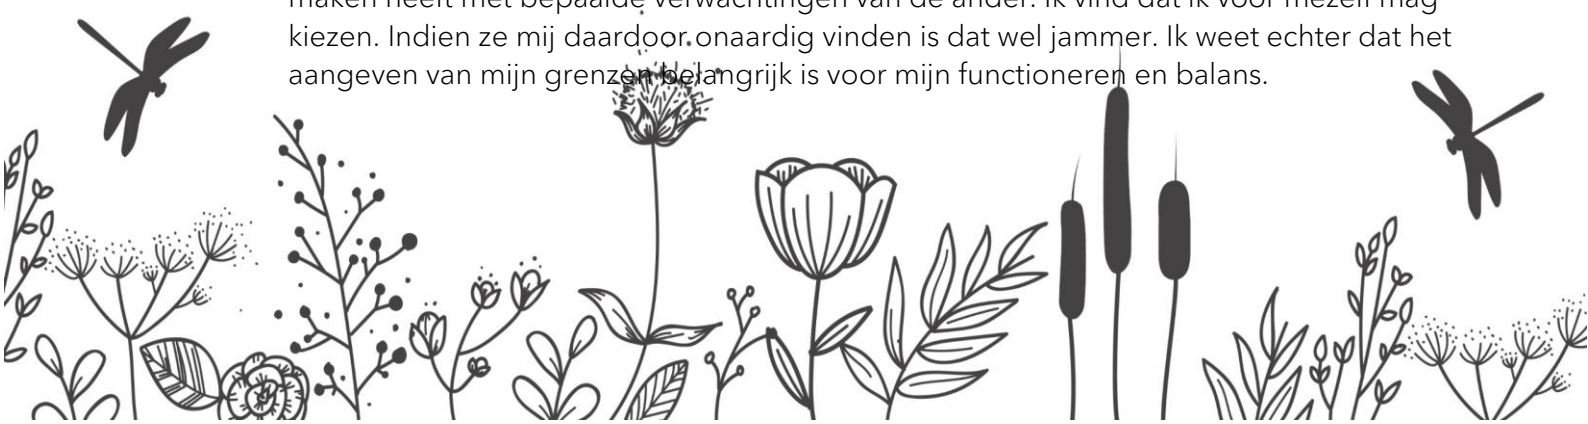 maken heeft met bepaalde verwachtingen van de ander. Ik vind dat ik voor mezelf mag
kiezen. Indien ze mij daardoor onaardig vinden is dat wel jammer. Ik weet echter dat het
aangeven van mijn grenzen belangrijk is voor mijn functioneren en balans.